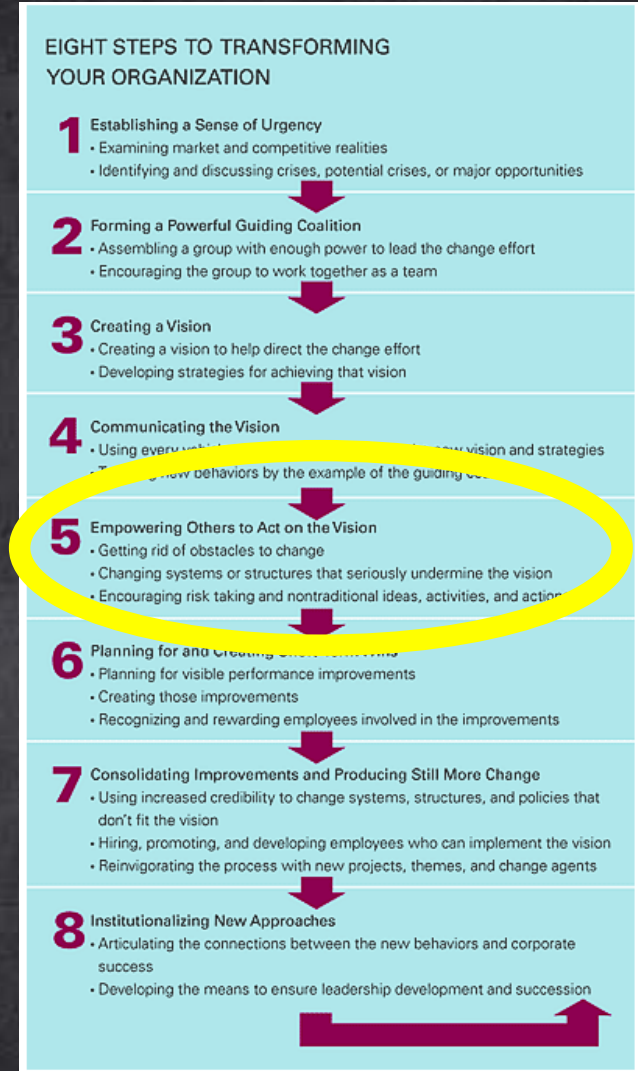 EIGHT STEPS TO TRANSFORMING
YOUR ORGANIZATION
1 Establishing a Sense of Urgency
• Examining market and competitive realities
• Identifying and discussing crises, potential crises, or major opportunities
2 Forming a Powerful Guiding Coalition
• Assembling a group with enough power to lead the change effort
• Encouraging the group to work together as a team
3 Creating a Vision
• Creating a vision to help direct the change effort
• Developing strategies for achieving that vision
4 Communicating the Vision
• Using every vision and strategies
new behaviors by the example of the guiding
5 Empowering Others to Act on the Vision
• Getting rid of obstacles to change
• Changing systems or structures that seriously undermine the vision
• Encouraging risk taking and nontraditional ideas, activities, and
6 Planning for and Creating
• Planning for visible performance improvements
• Creating those improvements
• Recognizing and rewarding employees involved in the improvements
7 Consolidating Improvements and Producing Still More Change
• Using increased credibility to change systems, structures, and policies that
don't fit the vision
• Hiring, promoting, and developing employees who can implement the vision
• Reinvigorating the process with new projects, themes, and change agents
8 Institutionalizing New Approaches
• Articulating the connections between the new behaviors and corporate
success
• Developing the means to ensure leadership development and succession